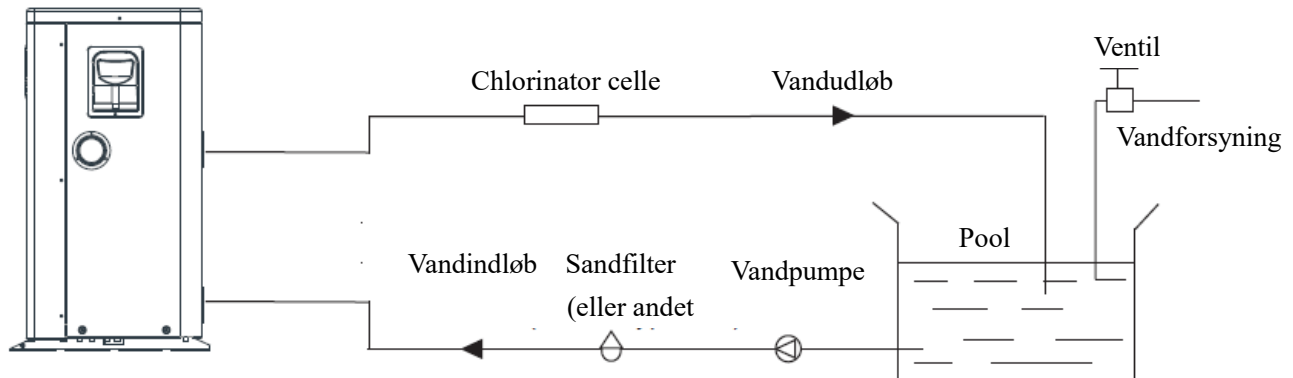 Ventil
Chlorinator celle
Vandudløb
Vandforsyning
Pool
Vandindløb
Sandfilter
(eller andet
Vandpumpe